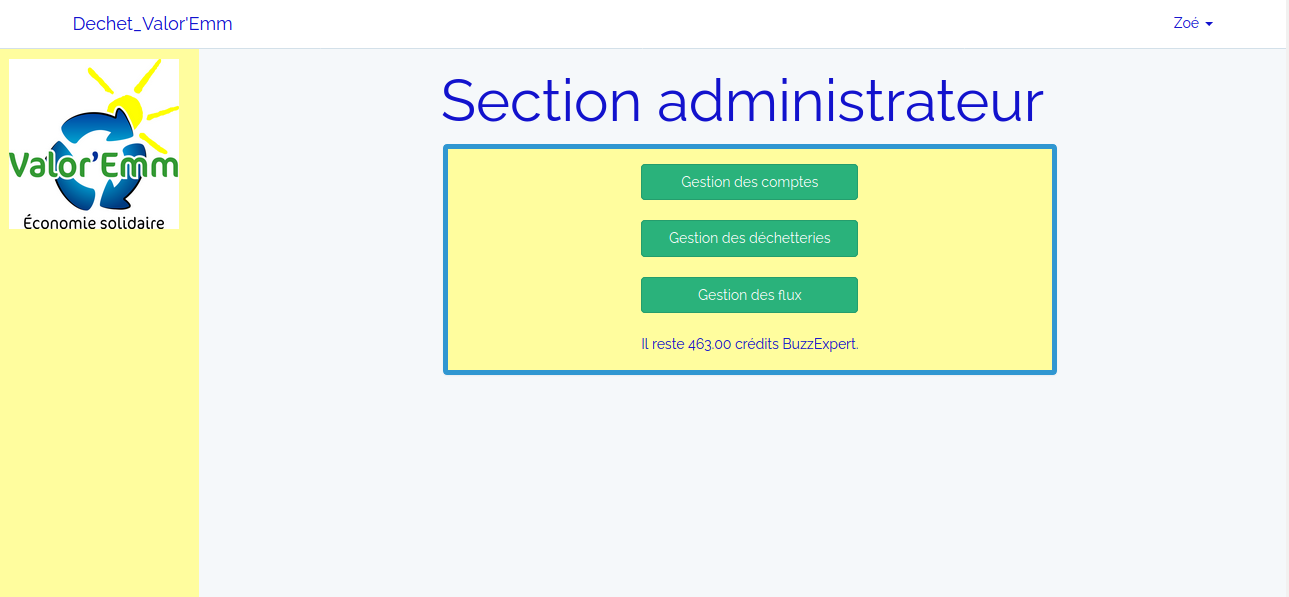 Dechet_Valor'Emm
Zoé
Valor'Emm
Économie solidaire
Section administrateur
Gestion des comptes
Gestion des déchetteries
Gestion des flux
Il reste 463.00 crédits BuzzExpert.